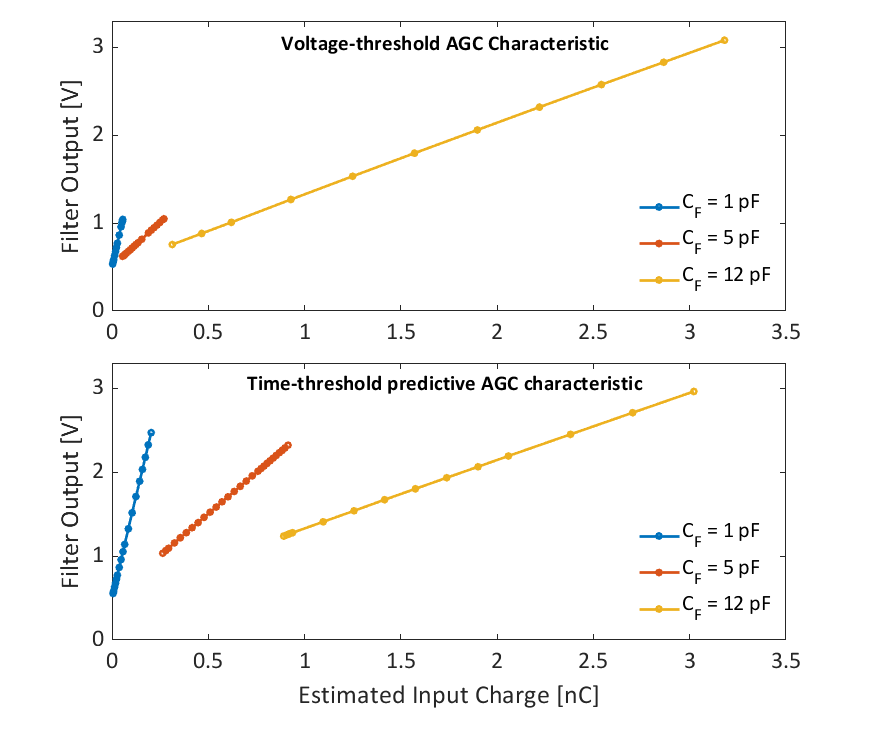 Voltage-threshold AGC Characteristic
Filter Output [V]
3
2
1
0
C_F = 1 pF
C_F = 5 pF
C_F = 12 pF
0 0.5 1 1.5 2 2.5 3 3.5
Time-threshold predictive AGC characteristic
Filter Output [V]
3
2
1
0
C_F = 1 pF
C_F = 5 pF
C_F = 12 pF
0 0.5 1 1.5 2 2.5 3 3.5
Estimated Input Charge [nC]